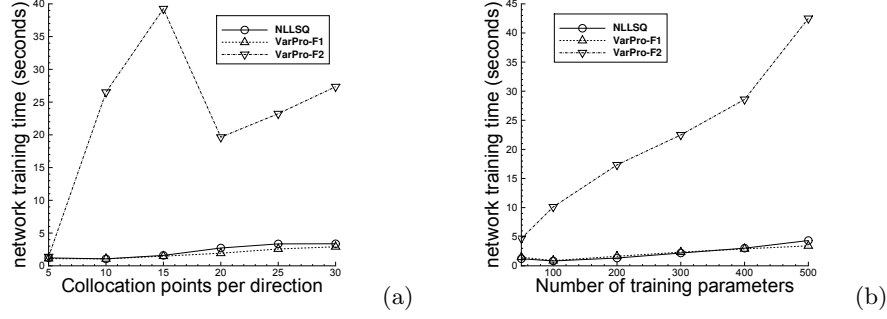 network training time (seconds)
40
35
30
25
20
15
10
5
0
NLLSQ
VarPro-F1
VarPro-F2
5 10 15 20 25 30
Collocation points per direction
(a)
network training time (seconds)
45
40
35
30
25
20
15
10
5
0
NLLSQ
VarPro-F1
VarPro-F2
100 200 300 400 500
Number of training parameters
(b)